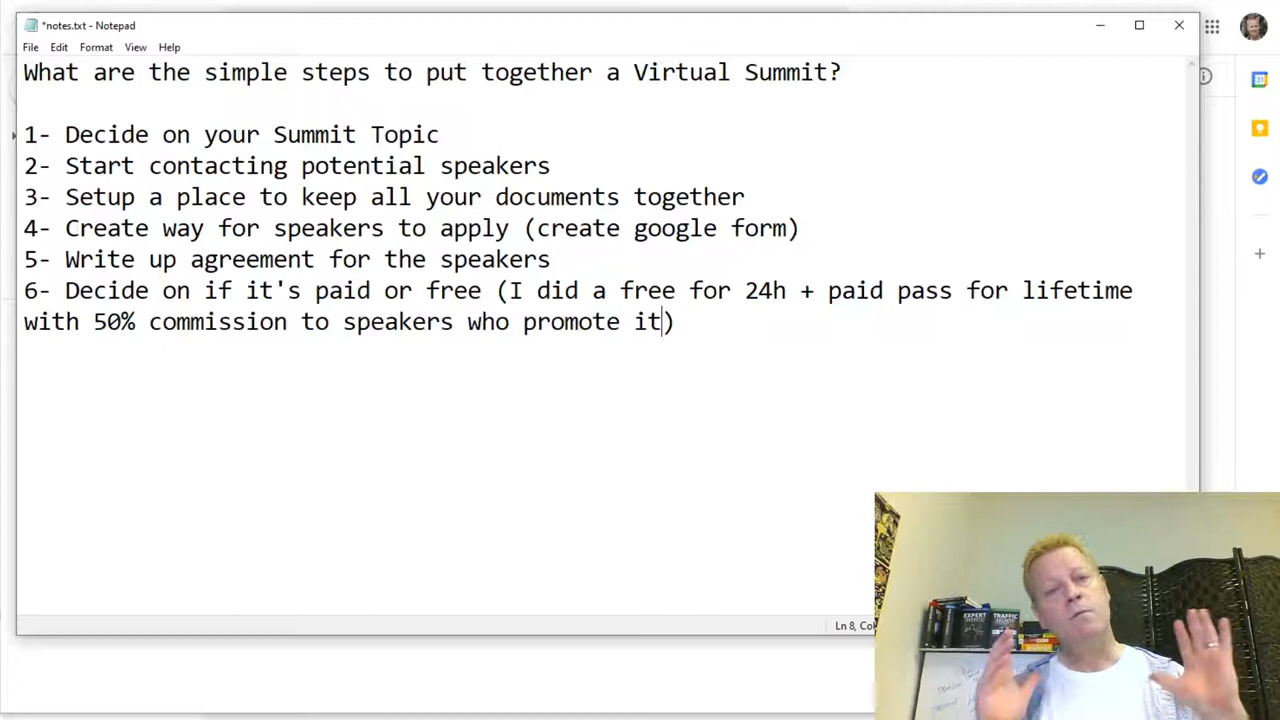 *notes.txt - Notepad
File Edit Format View Help
What are the simple steps to put together a Virtual Summit?
1- Decide on your Summit Topic
2- Start contacting potential speakers
3- Setup a place to keep all your documents together
4- Create way for speakers to apply (create google form)
5- Write up agreement for the speakers
6- Decide on if it's paid or free (I did a free for 24h + paid pass for lifetime
with 50% commission to speakers who promote it)
Ln 8, Col
EXPERT
TRAFFIC